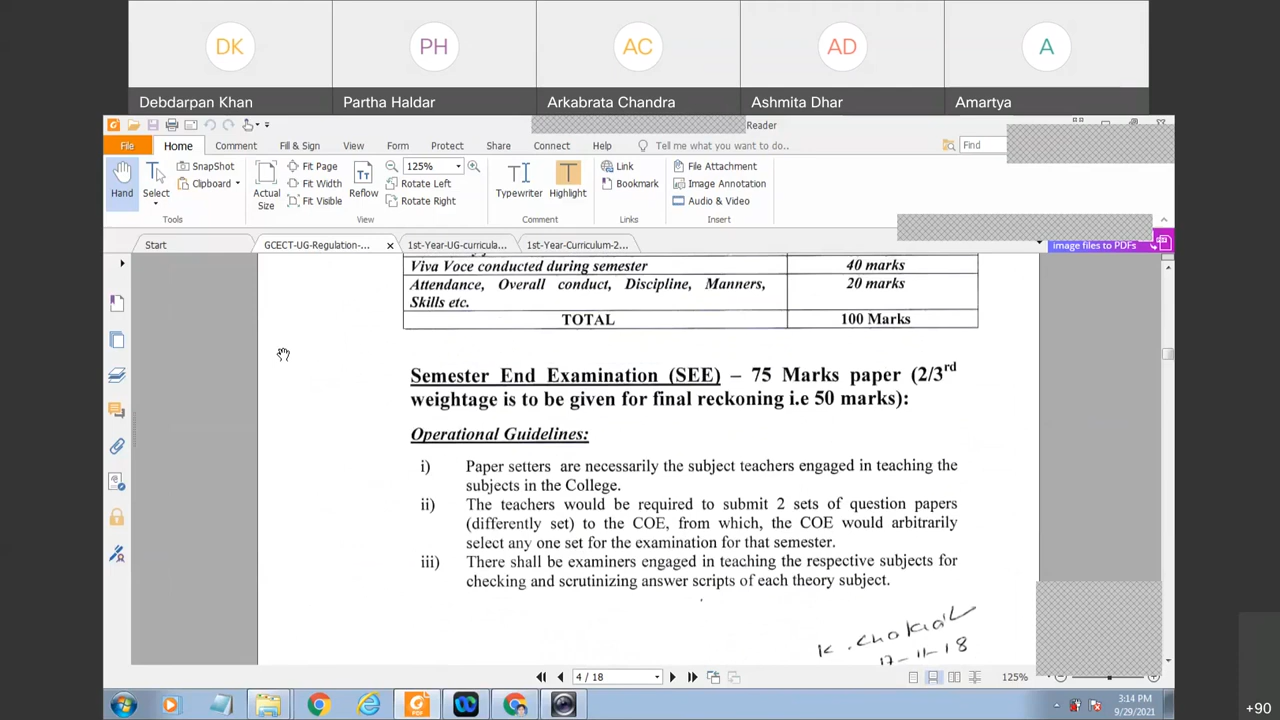 DK PH AC AD A
Debdarpan Khan Partha Haldar Arkabrata Chandra Ashmita Dhar Amartya
Reader
File Home Comment View Form Protect Share Connect Help Tell me what you want to do.. Find
Hand Select SnapShot Clipboard Actual Size Fit Page Fit Width Fit Visible Reflow 125% Rotate Left Rotate Right Typewriter Highlight Link Bookmark File Attachment Image Annotation Audio & Video
Tools View Comment Links Insert
Start GCECT-UG-Regulation-... 1st-Year-UG-curricula... 1st-Year-Curriculum-2... image files to PDFs
Viva Voce conducted during semester 40 marks
Attendance, Overall conduct, Discipline, Manners, 20 marks
Skills etc.
TOTAL 100 Marks
Semester End Examination (SEE) – 75 Marks paper (2/3rd
weightage is to be given for final reckoning i.e 50 marks):
Operational Guidelines:
i) Paper setters are necessarily the subject teachers engaged in teaching the
subjects in the College.
ii) The teachers would be required to submit 2 sets of question papers
(differently set) to the COE, from which, the COE would arbitrarily
select any one set for the examination for that semester.
iii) There shall be examiners engaged in teaching the respective subjects for
checking and scrutinizing answer scripts of each theory subject.
4 / 18 125%
3:14 PM
9/29/2021
+90